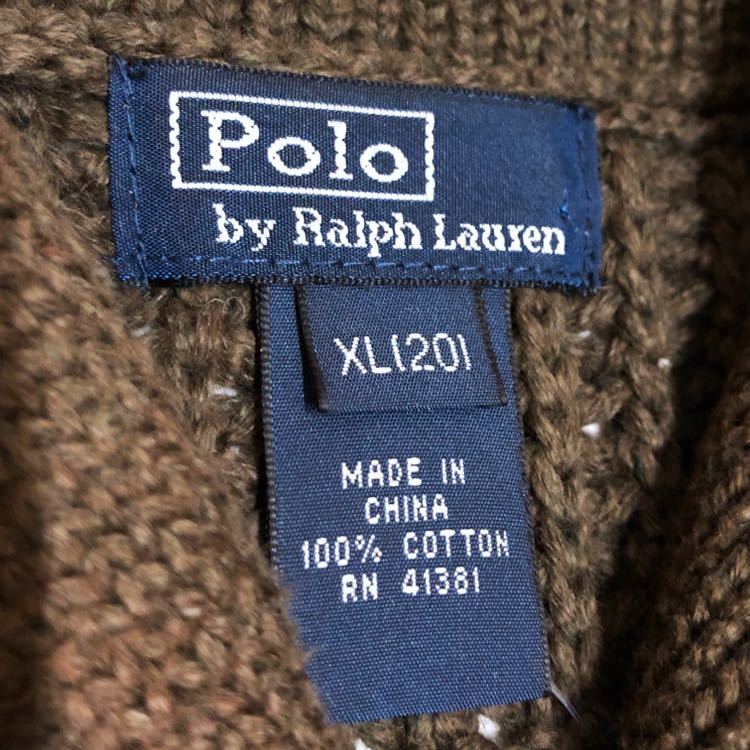 Polo
by Ralph Lauren
XL(20)
MADE IN
CHINA
100% COTTON
RN 41381